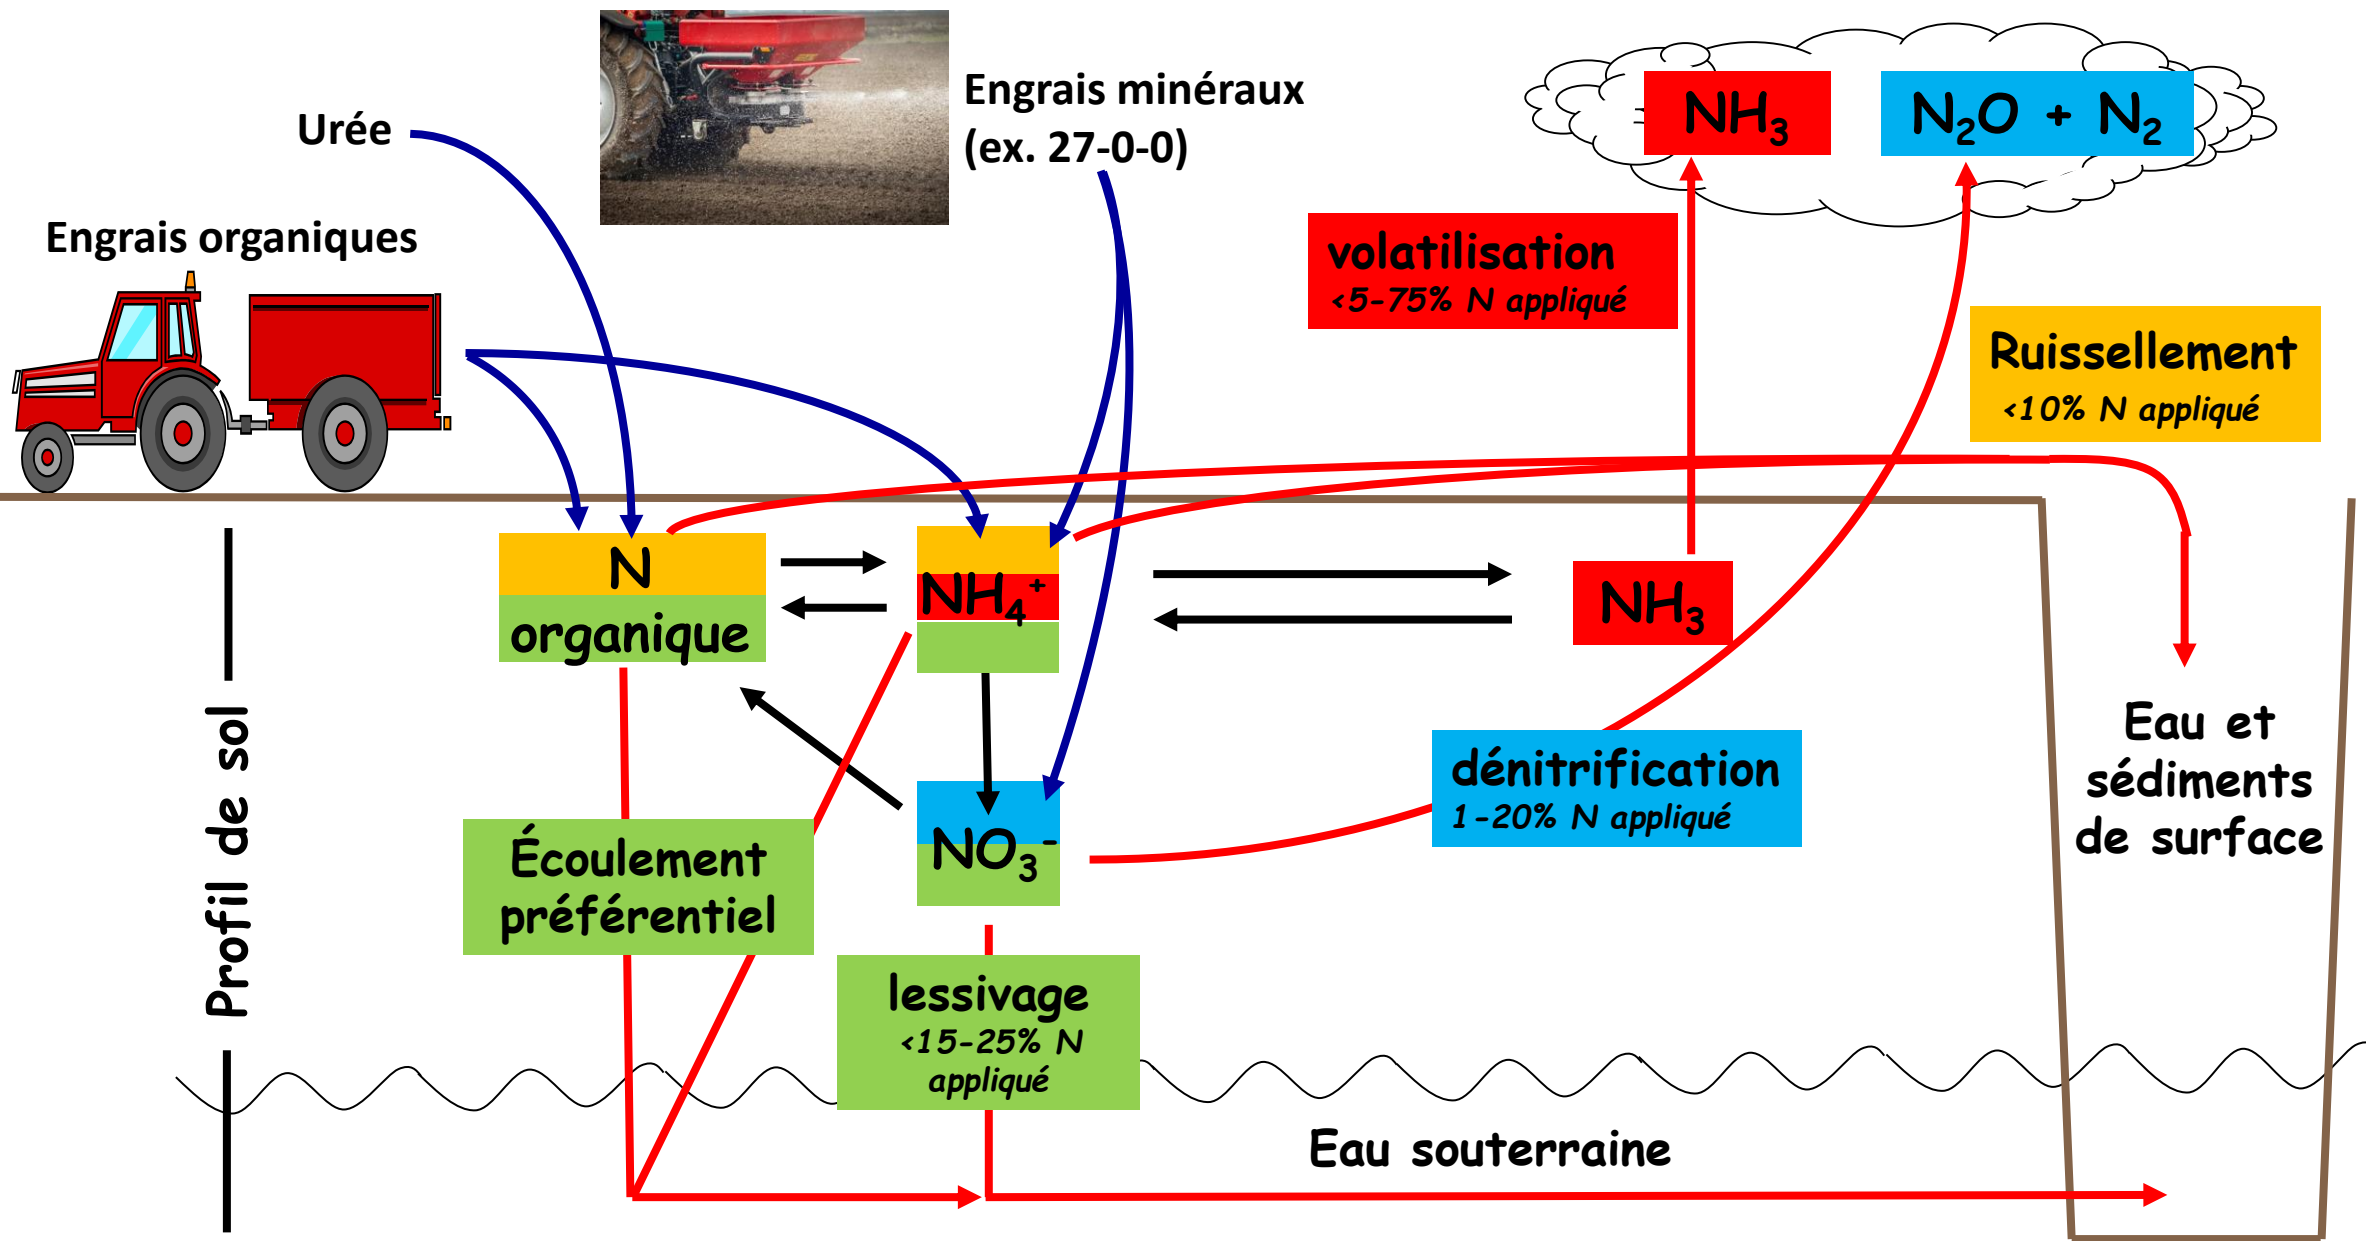 Urée
Engrais minéraux
(ex. 27-0-0)
NH₃
N₂O + N₂
Engrais organiques
volatilisation
<5-75% N appliqué
Ruissellement
<10% N appliqué
N
organique
NH₄⁺
NH₃
Profil de sol
Eau et
sédiments
de surface
dénitrification
1-20% N appliqué
Écoulement
préférentiel
NO₃⁻
lessivage
<15-25% N
appliqué
Eau souterraine